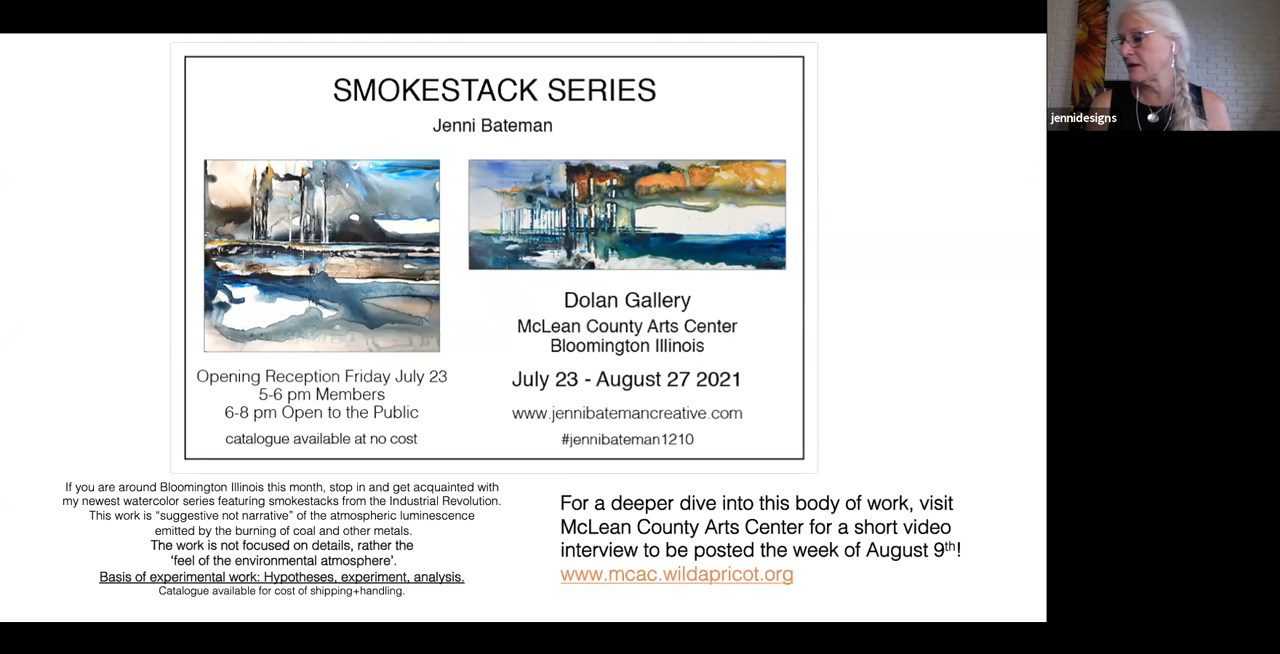 SMOKESTACK SERIES
Jenni Bateman
Dolan Gallery
McLean County Arts Center
Bloomington Illinois
July 23 - August 27 2021
www.jennibatemancreative.com
#jennibateman1210
Opening Reception Friday July 23
5-6 pm Members
6-8 pm Open to the Public
catalogue available at no cost
If you are around Bloomington Illinois this month, stop in and get acquainted with
my newest watercolor series featuring smokestacks from the Industrial Revolution.
This work is “suggestive not narrative” of the atmospheric luminescence
emitted by the burning of coal and other metals.
The work is not focused on details, rather the
‘feel of the environmental atmosphere’.
Basis of experimental work: Hypotheses, experiment, analysis.
Catalogue available for cost of shipping+handling.
For a deeper dive into this body of work, visit
McLean County Arts Center for a short video
interview to be posted the week of August 9th!
www.mcac.wildapricot.org
jennidesigns